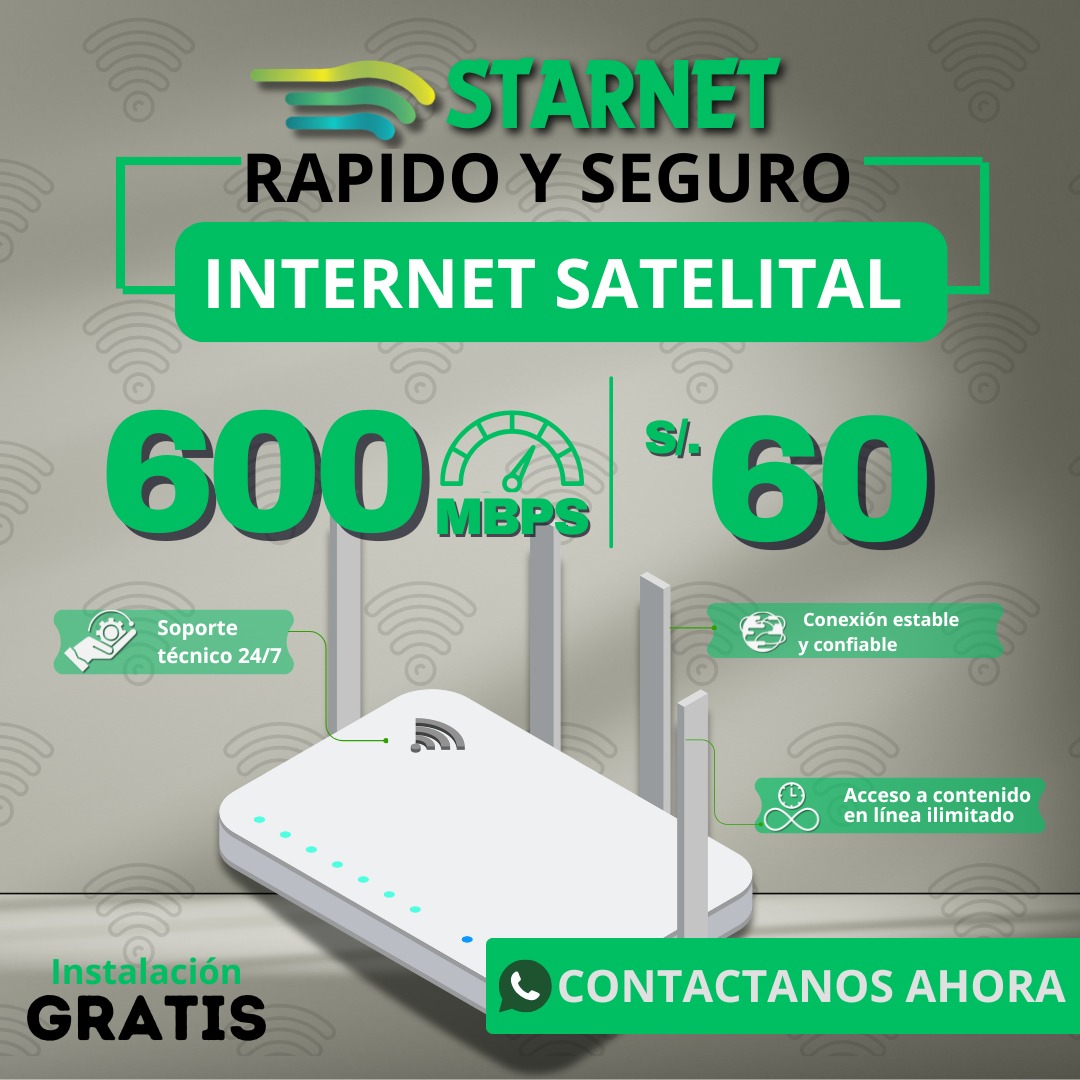 STARNET
RAPIDO Y SEGURO
INTERNET SATELITAL
600
MBPS
S/. 60
Soporte
técnico 24/7
Conexión estable
y confiable
Acceso a contenido
en línea ilimitado
Instalación
GRATIS
CONTACTANOS AHORA